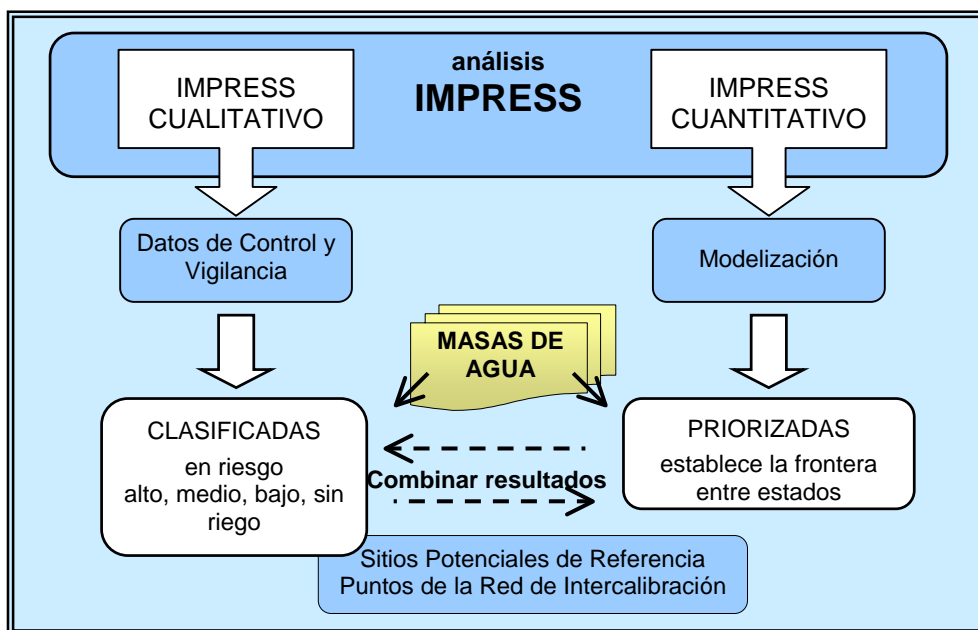 análisis
IMPRESS
IMPRESS
CUALITATIVO
IMPRESS
CUANTITATIVO
Datos de Control y
Vigilancia
Modelización
MASAS DE
AGUA
CLASIFICADAS
en riesgo
alto, medio, bajo, sin
riego
PRIORIZADAS
establece la frontera
entre estados
Combinar resultados
Sitios Potenciales de Referencia
Puntos de la Red de Intercalibración